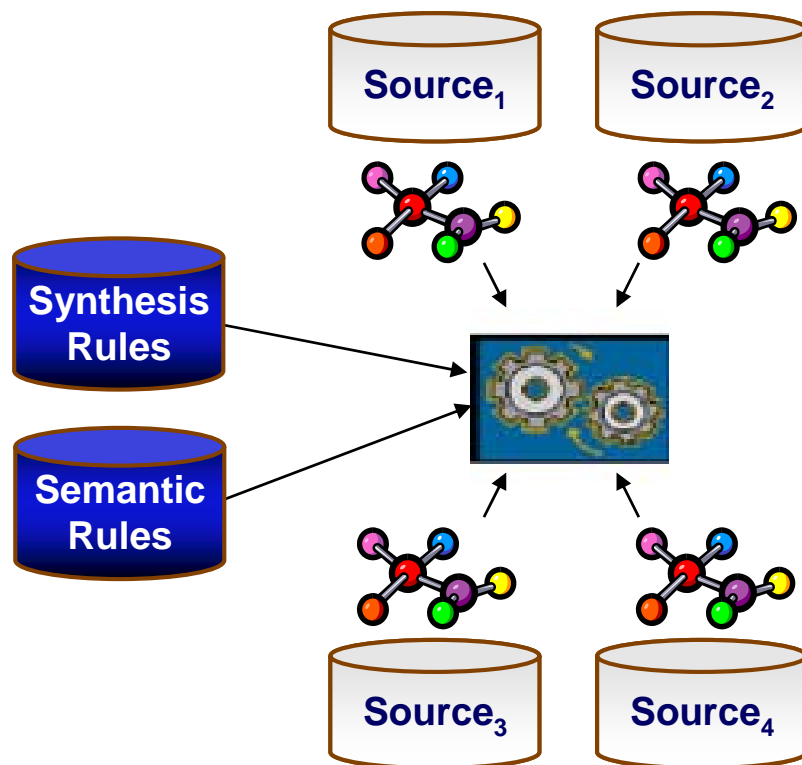 Source₁
Source₂
Synthesis
Rules
Semantic
Rules
Source₃
Source₄